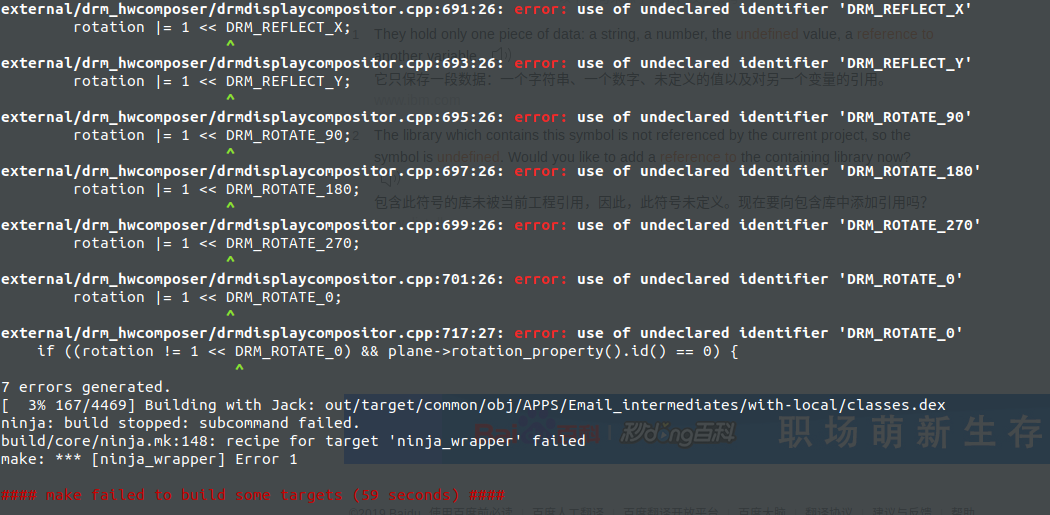 external/drm_hwcomposer/drmdisplaycompositor.cpp:691:26: error: use of undeclared identifier 'DRM_REFLECT_X'
rotation |= 1 << DRM_REFLECT_X;
1 They hold only one piece of data: a string, a number, the undefined value, a reference to
^
another variable.
external/drm_hwcomposer/drmdisplaycompositor.cpp:693:26: error: use of undeclared identifier 'DRM_REFLECT_Y'
rotation |= 1 << DRM_REFLECT_Y;
它只保存一段数据：一个字符串、一个数字、未定义的值以及对另一个变量的引用。
^
external/drm_hwcomposer/drmdisplaycompositor.cpp:695:26: error: use of undeclared identifier 'DRM_ROTATE_90'
rotation |= 1 << DRM_ROTATE_90;
2 The library which contains this symbol is not referenced by the current project, so the
^
symbol is undefined. Would you like to add a reference to the containing library now?
external/drm_hwcomposer/drmdisplaycompositor.cpp:697:26: error: use of undeclared identifier 'DRM_ROTATE_180'
rotation |= 1 << DRM_ROTATE_180;
包含此符号的库未被当前工程引用，因此，此符号未定义。现在要向包含库中添加引用吗？
^
external/drm_hwcomposer/drmdisplaycompositor.cpp:699:26: error: use of undeclared identifier 'DRM_ROTATE_270'
rotation |= 1 << DRM_ROTATE_270;
^
external/drm_hwcomposer/drmdisplaycompositor.cpp:701:26: error: use of undeclared identifier 'DRM_ROTATE_0'
rotation |= 1 << DRM_ROTATE_0;
^
external/drm_hwcomposer/drmdisplaycompositor.cpp:717:27: error: use of undeclared identifier 'DRM_ROTATE_0'
if ((rotation != 1 << DRM_ROTATE_0) && plane->rotation_property().id() == 0) {
^
7 errors generated.
[  3% 167/4469] Building with Jack: out/target/common/obj/APPS/Email_intermediates/with-local/classes.dex
ninja: build stopped: subcommand failed.
秒dong百科
职场萌新生存
build/core/ninja.mk:148: recipe for target 'ninja_wrapper' failed
make: *** [ninja_wrapper] Error 1
#### make failed to build some targets (59 seconds) ####
©2019 Baidu